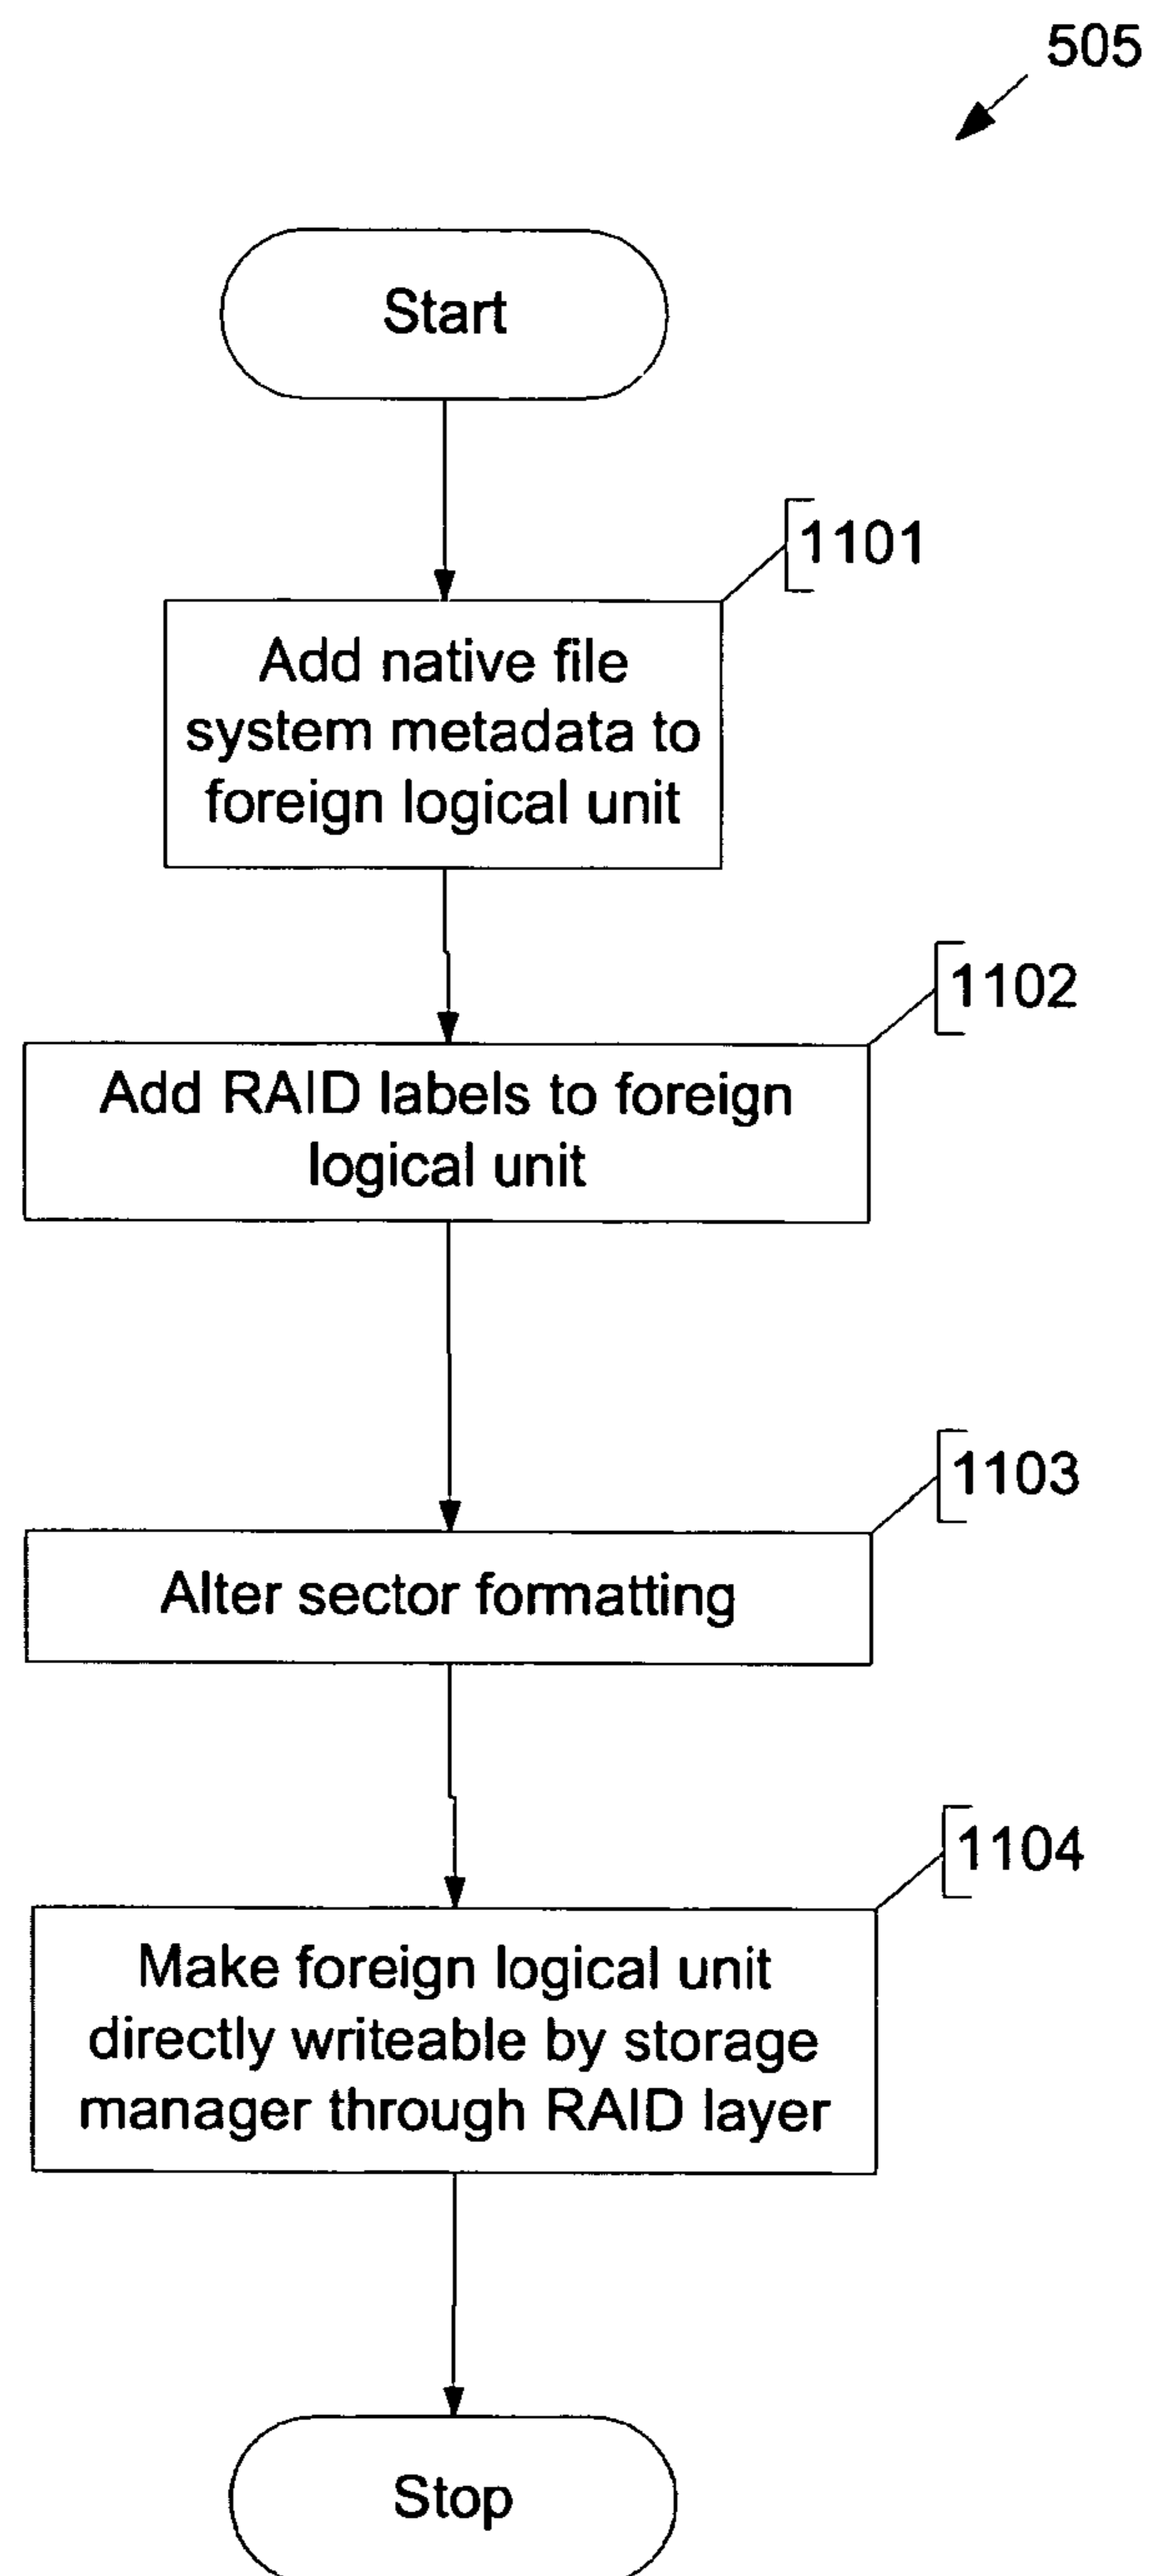 505
Start
1101
Add native file
system metadata to
foreign logical unit
1102
Add RAID labels to foreign
logical unit
1103
Alter sector formatting
1104
Make foreign logical unit
directly writeable by storage
manager through RAID layer
Stop